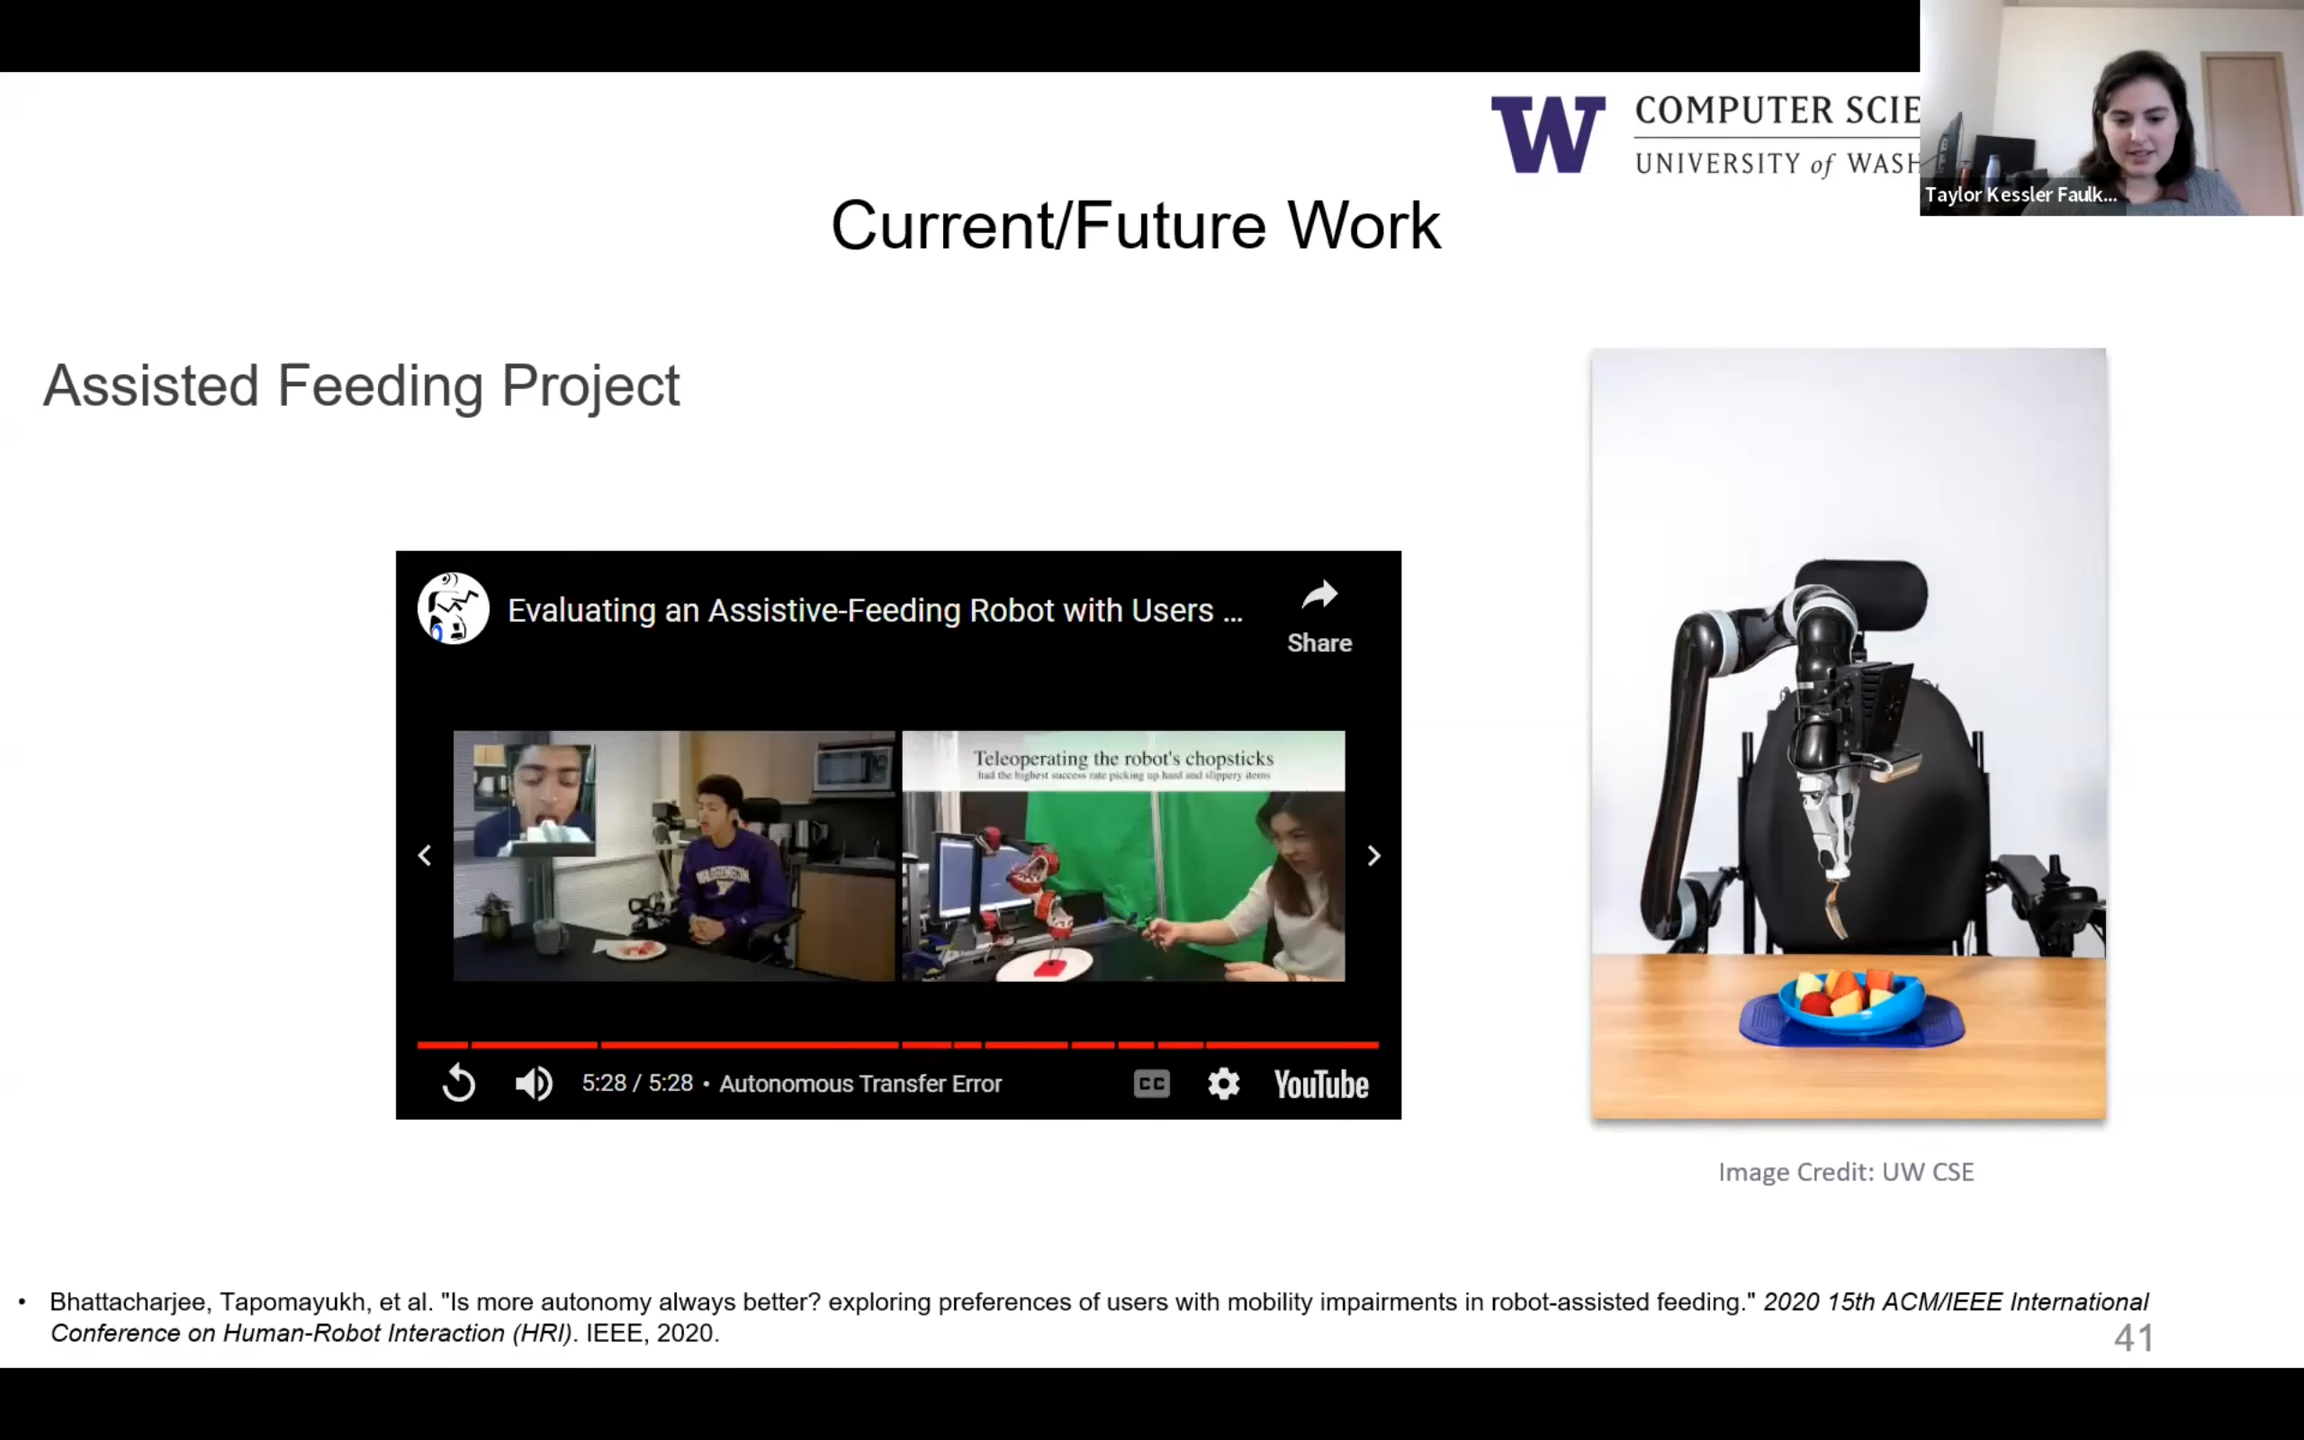 W COMPUTER SCIE
UNIVERSITY of WASH
Taylor Kessler Faulk...
Current/Future Work
Assisted Feeding Project
Evaluating an Assistive-Feeding Robot with Users ...
Share
Teleoperating the robot's chopsticks
had the highest success rate picking up hard and slippery items
WASHINGTON
5:28 / 5:28 • Autonomous Transfer Error
CC
YouTube
Image Credit: UW CSE
• Bhattacharjee, Tapomayukh, et al. "Is more autonomy always better? exploring preferences of users with mobility impairments in robot-assisted feeding." 2020 15th ACM/IEEE International
Conference on Human-Robot Interaction (HRI). IEEE, 2020.
41